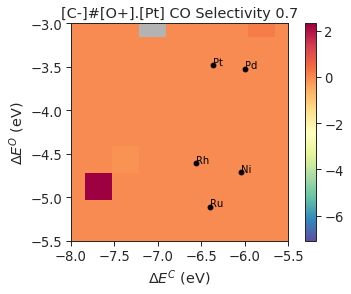 [C-]#[O+].[Pt] CO Selectivity 0.7
−3.0
−3.5
−4.0
−4.5
−5.0
−5.5
ΔE^O (eV)
Pt
Pd
Rh
Ni
Ru
−8.0
−7.5
−7.0
−6.5
−6.0
−5.5
ΔE^C (eV)
2
0
−2
−4
−6